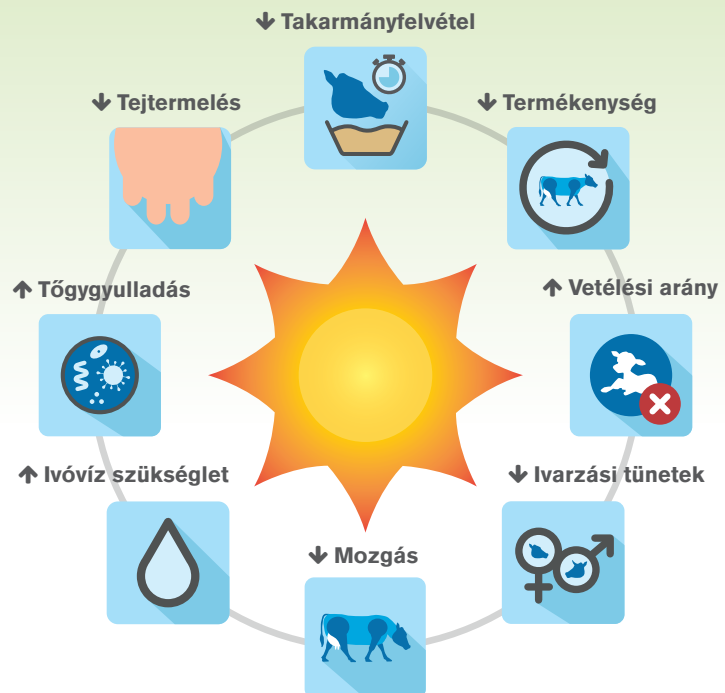 ↓ Takarmányfelvétel
↓ Tejtermelés
↓ Termékenység
↑ Tőgygyulladás
↑ Vetélési arány
↑ Ivóvíz szükséglet
↓ Ivarzási tünetek
↓ Mozgás